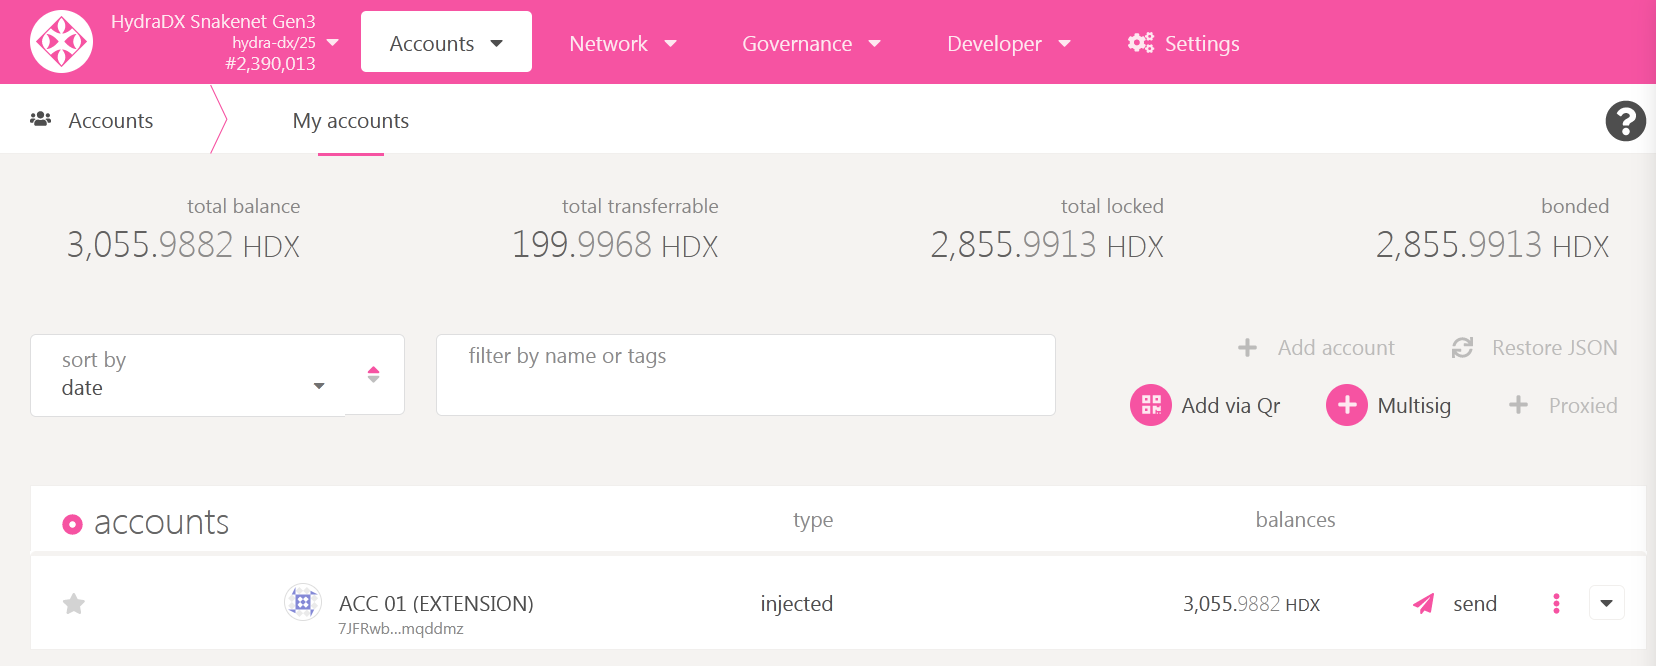 HydraDX Snakenet Gen3
hydra-dx/25
#2,390,013
Accounts
Network
Governance
Developer
Settings
Accounts
My accounts
total balance
3,055.9882 HDX
total transferrable
199.9968 HDX
total locked
2,855.9913 HDX
bonded
2,855.9913 HDX
sort by
date
filter by name or tags
Add account
Restore JSON
Add via Qr
Multisig
Proxied
accounts
type
balances
ACC 01 (EXTENSION)
7JFRwb...mqddmz
injected
3,055.9882 HDX
send